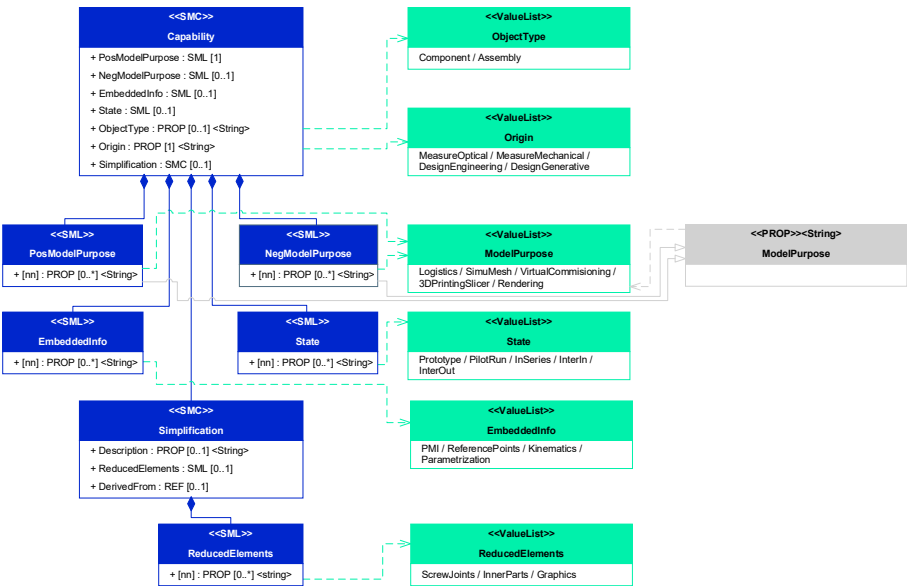 <<SMC>>
Capability
+ PosModelPurpose : SML [1]
+ NegModelPurpose : SML [0..1]
+ EmbeddedInfo : SML [0..1]
+ State : SML [0..1]
+ ObjectType : PROP [0..1] <String>
+ Origin : PROP [1] <String>
+ Simplification : SMC [0..1]
<<ValueList>>
ObjectType
Component / Assembly
<<ValueList>>
Origin
MeasureOptical / MeasureMechanical /
DesignEngineering / DesignGenerative
<<SML>>
PosModelPurpose
+ [nn] : PROP [0..*] <String>
<<SML>>
NegModelPurpose
+ [nn] : PROP [0..*] <String>
<<ValueList>>
ModelPurpose
Logistics / SimuMesh / VirtualCommisioning /
3DPrintingSlicer / Rendering
<<PROP>><String>
ModelPurpose
<<SML>>
EmbeddedInfo
+ [nn] : PROP [0..*] <String>
<<SML>>
State
+ [nn] : PROP [0..*] <String>
<<ValueList>>
State
Prototype / PilotRun / InSeries / InterIn /
InterOut
<<SMC>>
Simplification
+ Description : PROP [0..1] <String>
+ ReducedElements : SML [0..1]
+ DerivedFrom : REF [0..1]
<<ValueList>>
EmbeddedInfo
PMI / ReferencePoints / Kinematics /
Parametrization
<<SML>>
ReducedElements
+ [nn] : PROP [0..*] <string>
<<ValueList>>
ReducedElements
ScrewJoints / InnerParts / Graphics